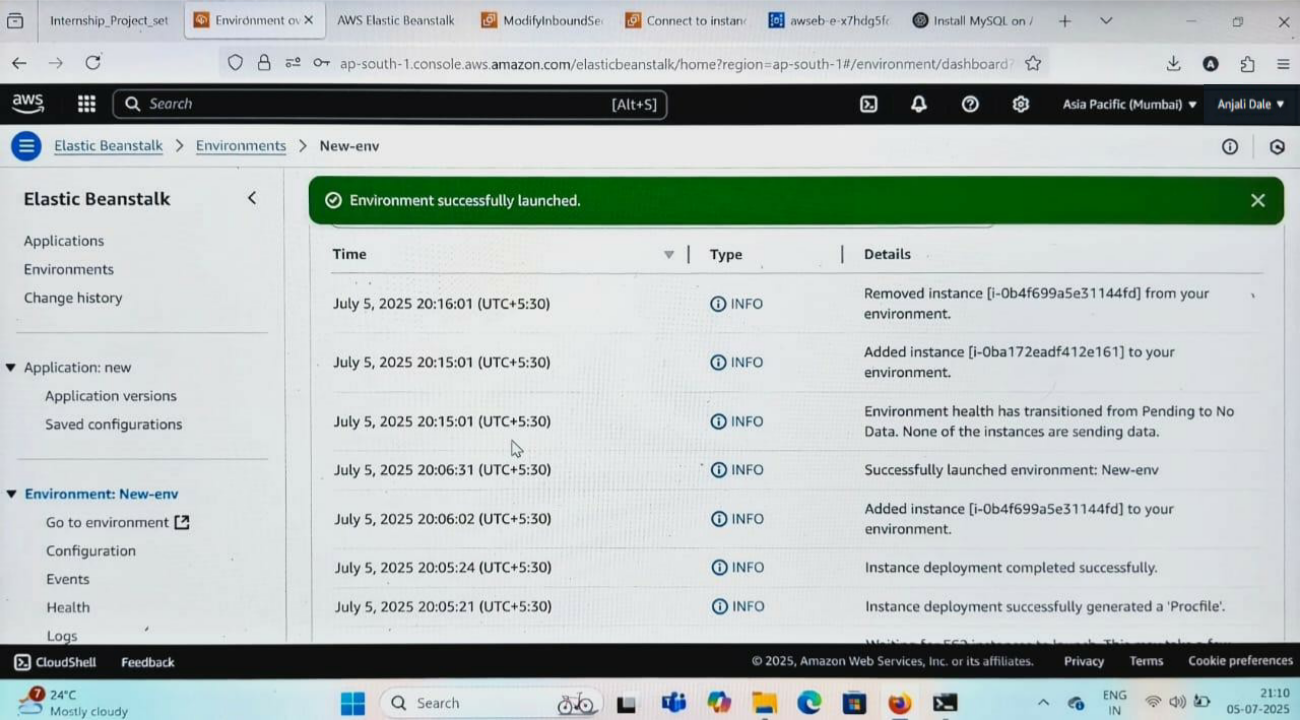 Internship_Project_set
Environment ov
AWS Elastic Beanstalk
ModifyInboundSec
Connect to instanc
awseb-e-x7hdg5fc
Install MySQL on
ap-south-1.console.aws.amazon.com/elasticbeanstalk/home?region=ap-south-1#/environment/dashboard?
aws
Search
[Alt+S]
Asia Pacific (Mumbai)
Anjali Dale
Elastic Beanstalk
Environments
New-env
Elastic Beanstalk
Environment successfully launched.
Applications
Environments
Change history
Application: new
Application versions
Saved configurations
Environment: New-env
Go to environment
Configuration
Events
Health
Logs
Time Type Details
July 5, 2025 20:16:01 (UTC+5:30) INFO Removed instance [i-0b4f699a5e31144fd] from your
environment.
July 5, 2025 20:15:01 (UTC+5:30) INFO Added instance [i-0ba172eadf412e161] to your
environment.
July 5, 2025 20:15:01 (UTC+5:30) INFO Environment health has transitioned from Pending to No
Data. None of the instances are sending data.
July 5, 2025 20:06:31 (UTC+5:30) INFO Successfully launched environment: New-env
July 5, 2025 20:06:02 (UTC+5:30) INFO Added instance [i-0b4f699a5e31144fd] to your
environment.
July 5, 2025 20:05:24 (UTC+5:30) INFO Instance deployment completed successfully.
July 5, 2025 20:05:21 (UTC+5:30) INFO Instance deployment successfully generated a 'Procfile'.
CloudShell
Feedback
© 2025, Amazon Web Services, Inc. or its affiliates.
Privacy
Terms
Cookie preferences
7
24°C
Mostly cloudy
Search
ENG
IN
21:10
05-07-2025